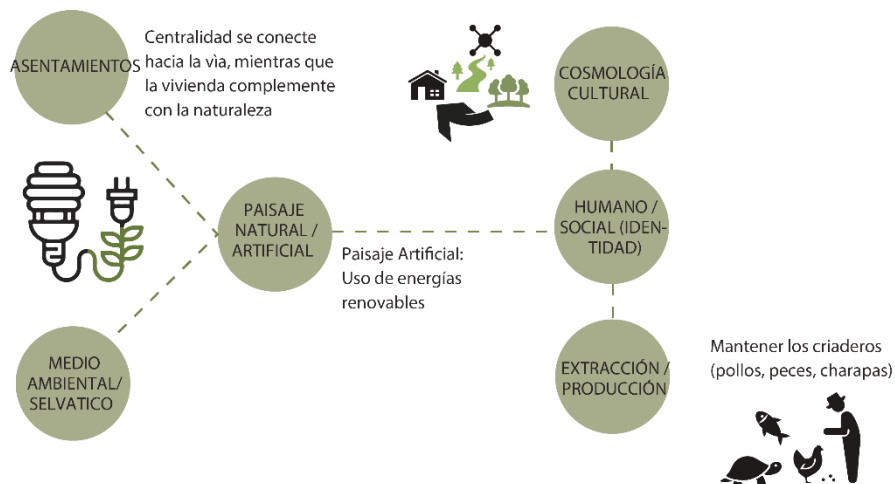 ASENTAMIENTOS
Centralidad se conecte
hacia la vìa, mientras que
la vivienda complemente
con la naturaleza
COSMOLOGÍA
CULTURAL
PAISAJE
NATURAL /
ARTIFICIAL
HUMANO /
SOCIAL (IDEN-
TIDAD)
Paisaje Artificial:
Uso de energías
renovables
MEDIO
AMBIENTAL/
SELVATICO
EXTRACCIÓN /
PRODUCCIÓN
Mantener los criaderos
(pollos, peces, charapas)